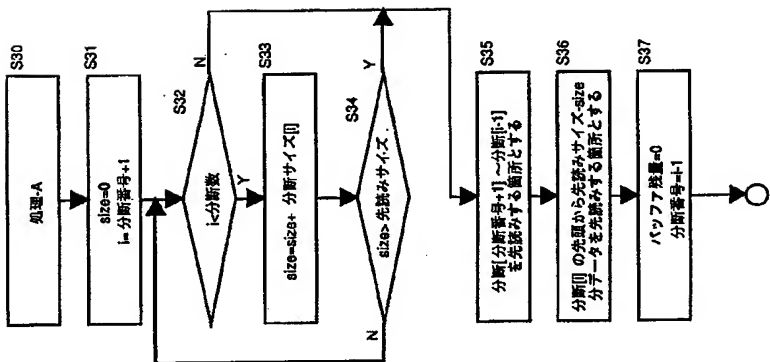 S30
処理-A
S31
size=0
i=分断番号+1
S32
i<分断数
N
Y
S33
size=size+ 分断サイズ[i]
S34
size>先読みサイズ
N
Y
S35
分断[分断番号+1]~分断[i-1]
を先読みする箇所とする
S36
分断[i]の先頭から先読みサイズ-size
分データを先読みする箇所とする
S37
バッファ残量=0
分断番号=i-1